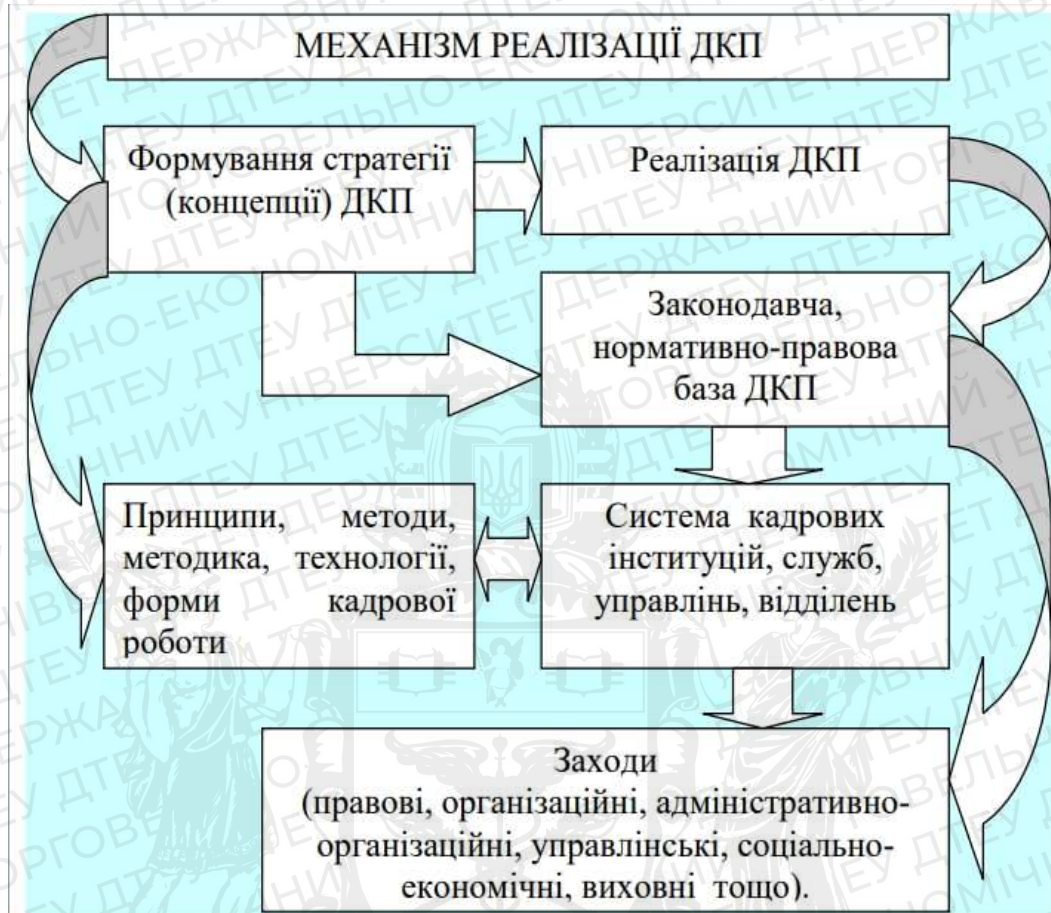 МЕХАНІЗМ РЕАЛІЗАЦІЇ ДКП
Формування стратегії
(концепції) ДКП
Реалізація ДКП
Законодавча,
нормативно-правова
база ДКП
Принципи, методи,
методика, технології,
форми кадрової
роботи
Система кадрових
інституцій, служб,
управлінь, відділень
Заходи
(правові, організаційні, адміністративно-
організаційні, управлінські, соціально-
економічні, виховні тощо).